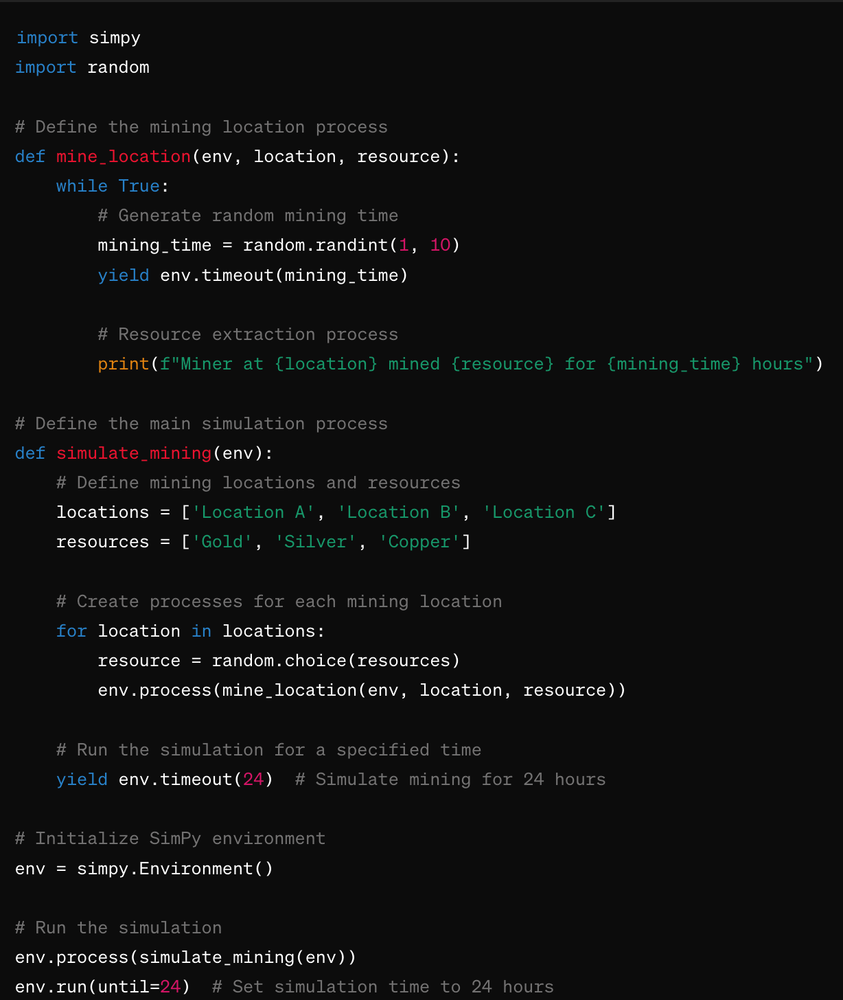 import simpy
import random
# Define the mining location process
def mine_location(env, location, resource):
    while True:
        # Generate random mining time
        mining_time = random.randint(1, 10)
        yield env.timeout(mining_time)
        # Resource extraction process
        print(f"Miner at {location} mined {resource} for {mining_time} hours")
# Define the main simulation process
def simulate_mining(env):
    # Define mining locations and resources
    locations = ['Location A', 'Location B', 'Location C']
    resources = ['Gold', 'Silver', 'Copper']
    # Create processes for each mining location
    for location in locations:
        resource = random.choice(resources)
        env.process(mine_location(env, location, resource))
    # Run the simulation for a specified time
    yield env.timeout(24)  # Simulate mining for 24 hours
# Initialize SimPy environment
env = simpy.Environment()
# Run the simulation
env.process(simulate_mining(env))
env.run(until=24)  # Set simulation time to 24 hours